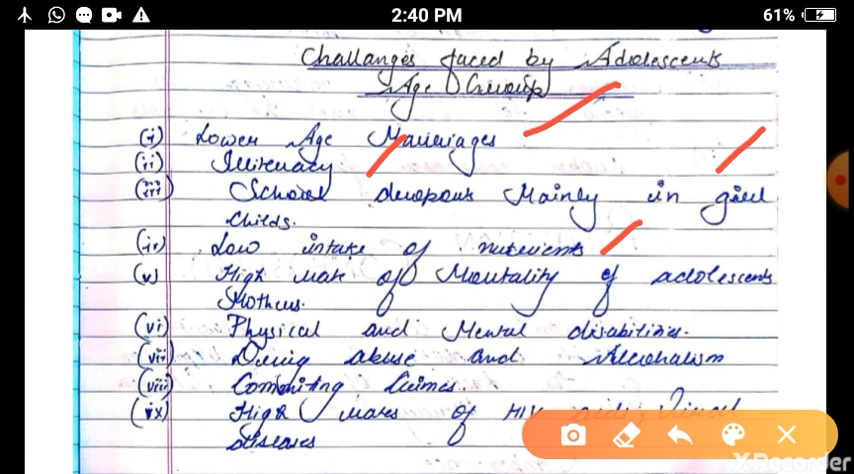 2:40 PM
61%
Challanges faced by Adolescents
Age Group
(i) Lower Age Marriages
(ii) Illiteracy
(iii) School dropout Mainly in girl
childs.
(iv) Low intake of nutrients
(v) High rate of Mortality of adolescents
Mothers.
(vi) Physical and Mental disabilities.
(vii) Drug abuse and Alcoholism
(viii) Commiting Crimes.
(ix) High rates of HIV
diseases
XRecorder